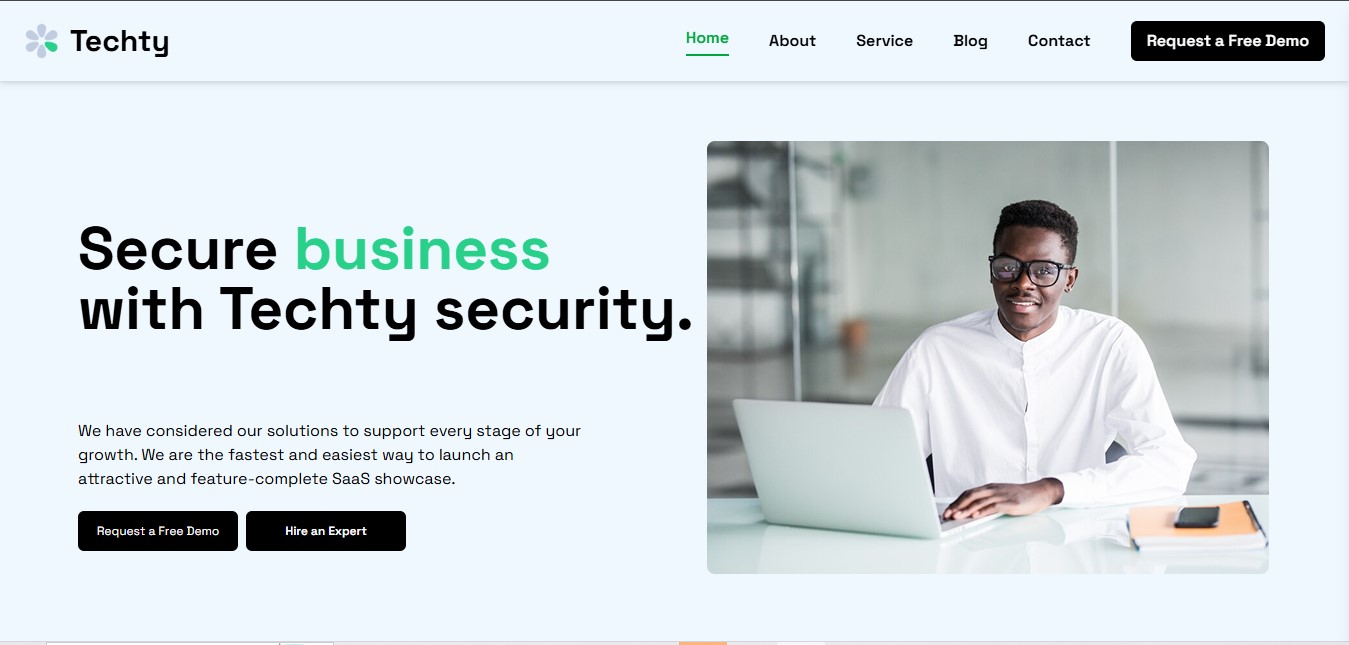 Techty
Home
About
Service
Blog
Contact
Request a Free Demo
Secure business
with Techty security.
We have considered our solutions to support every stage of your
growth. We are the fastest and easiest way to launch an
attractive and feature-complete SaaS showcase.
Request a Free Demo
Hire an Expert